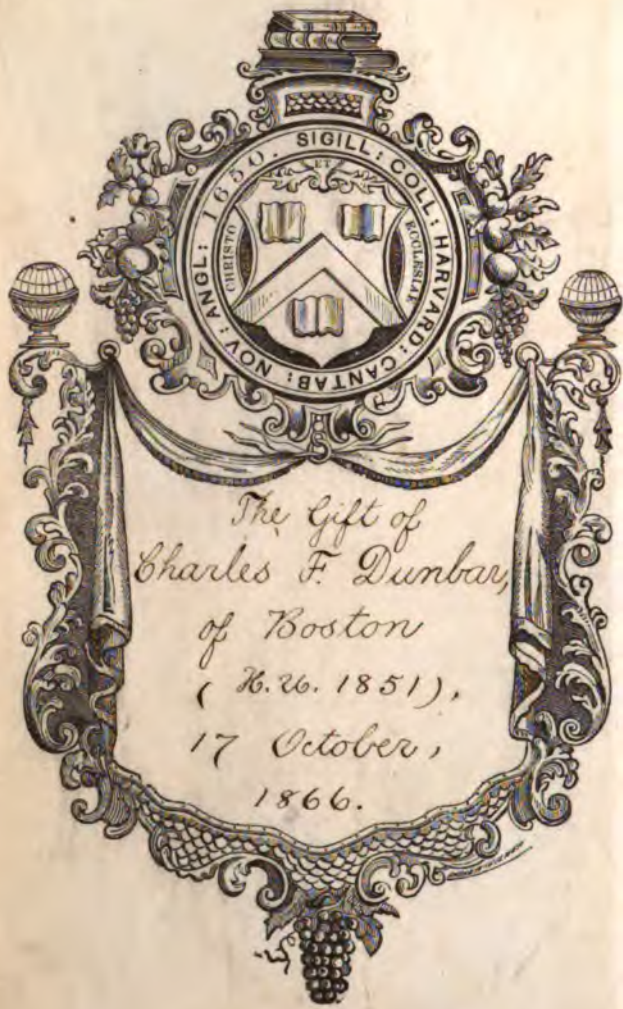 SIGILL: COLL: HARVARD: CANTAB: NOV: ANGL: 1650.
ET
CHRISTO
ECCLESIAE
The Gift of
Charles F. Dunbar,
of Boston
(H.U. 1851),
17 October,
1866.